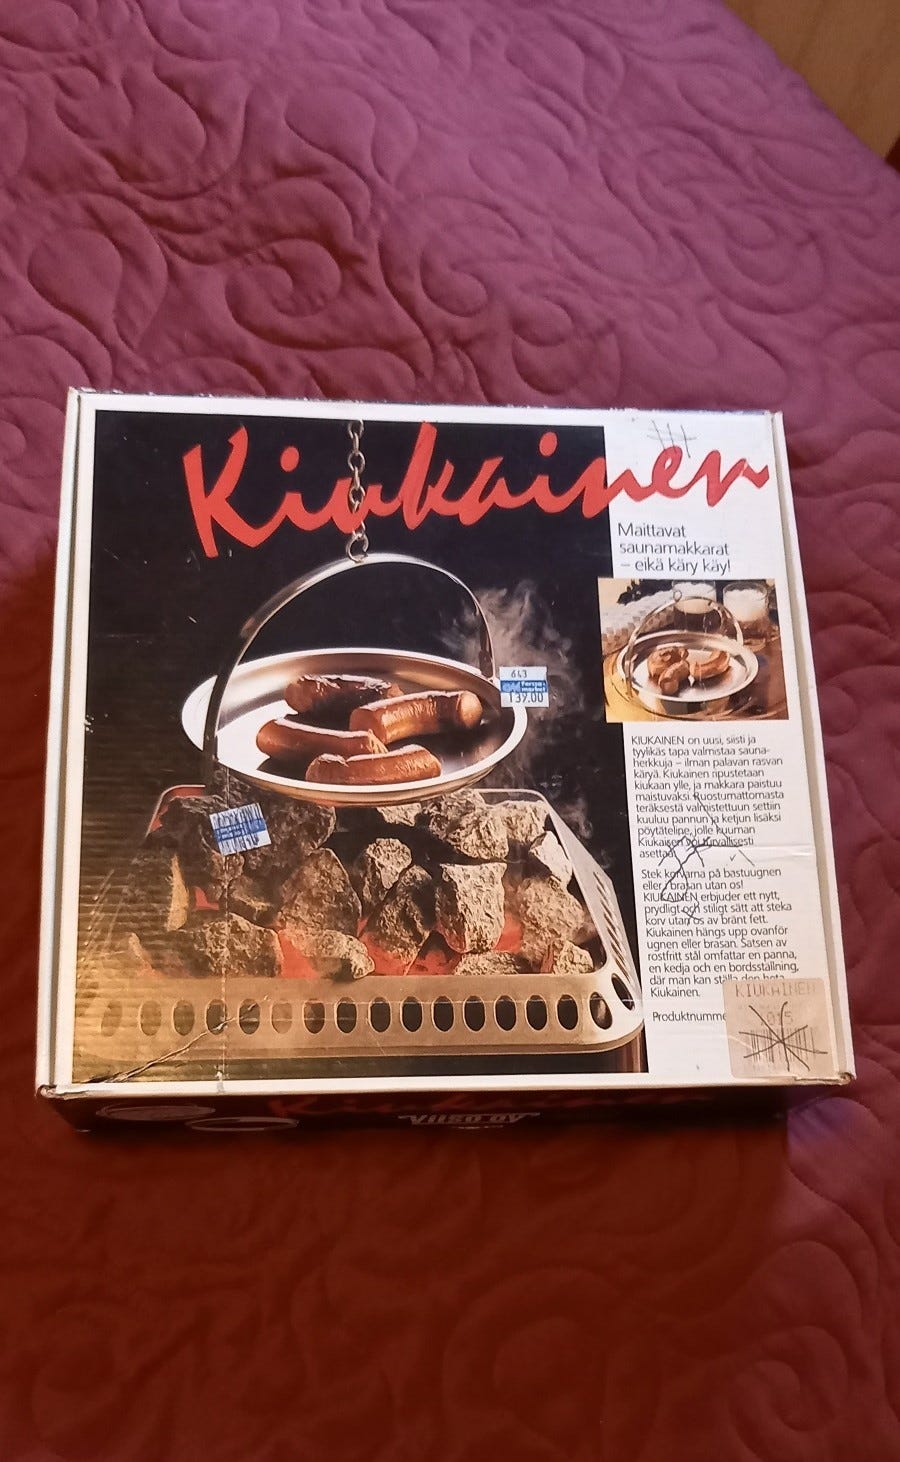 Kiukainen
Maittavat
saunamakkarat
– eikä käry käy!
643
139.00
KIUKAINEN on uusi, siisti ja
tyylikäs tapa valmistaa sauna-
herkkuja – ilman palavan rasvan
käryä. Kiukainen ripustetaan
kiukaan ylle, ja makkara paistuu
maistuvaksi. Ruostumattomasta
teräksestä valmistettuun settiin
kuuluu pannun ja ketjun lisäksi
pöytäteline, jolle kuuman
Kiukaisen voi turvallisesti
asettaa.
Stek korvarna på bastuugnen
eller brasan utan os!
KIUKAINEN erbjuder ett nytt,
prydligt och stiligt sätt att steka
korv utan os av bränt fett.
Kiukainen hängs upp ovanför
ugnen eller brasan. Satsen av
rostfritt stål omfattar en panna,
en kedja och en bordsställning,
där man kan ställa den heta
Kiukainen.
KIUKAINEN
Produktnumme
Kiukainen
Vilsa oy